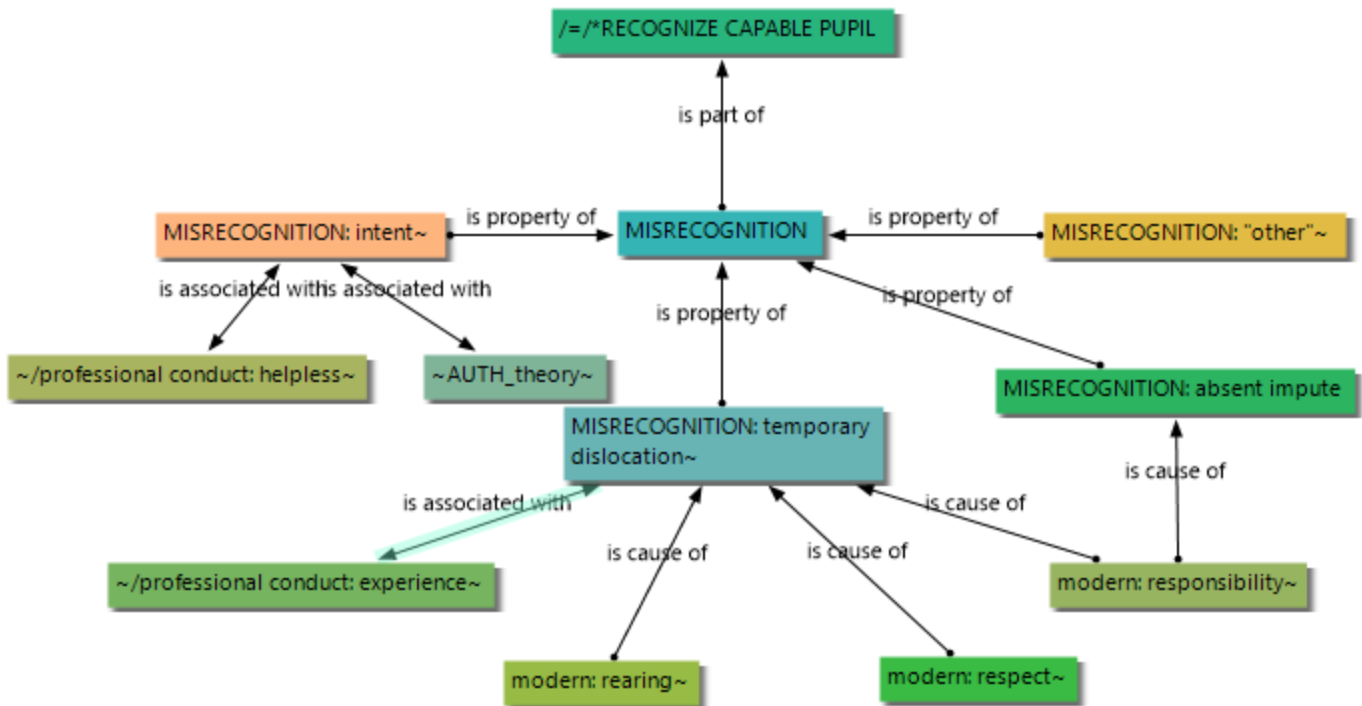 /=/*RECOGNIZE CAPABLE PUPIL
is part of
MISRECOGNITION: intent~
is property of
MISRECOGNITION
is property of
MISRECOGNITION: "other"~
is associated with
is associated with
is property of
is property of
~/professional conduct: helpless~
~AUTH_theory~
MISRECOGNITION: absent impute
MISRECOGNITION: temporary
dislocation~
is cause of
is associated with
is cause of
is cause of
is cause of
~/professional conduct: experience~
modern: responsibility~
modern: rearing~
modern: respect~